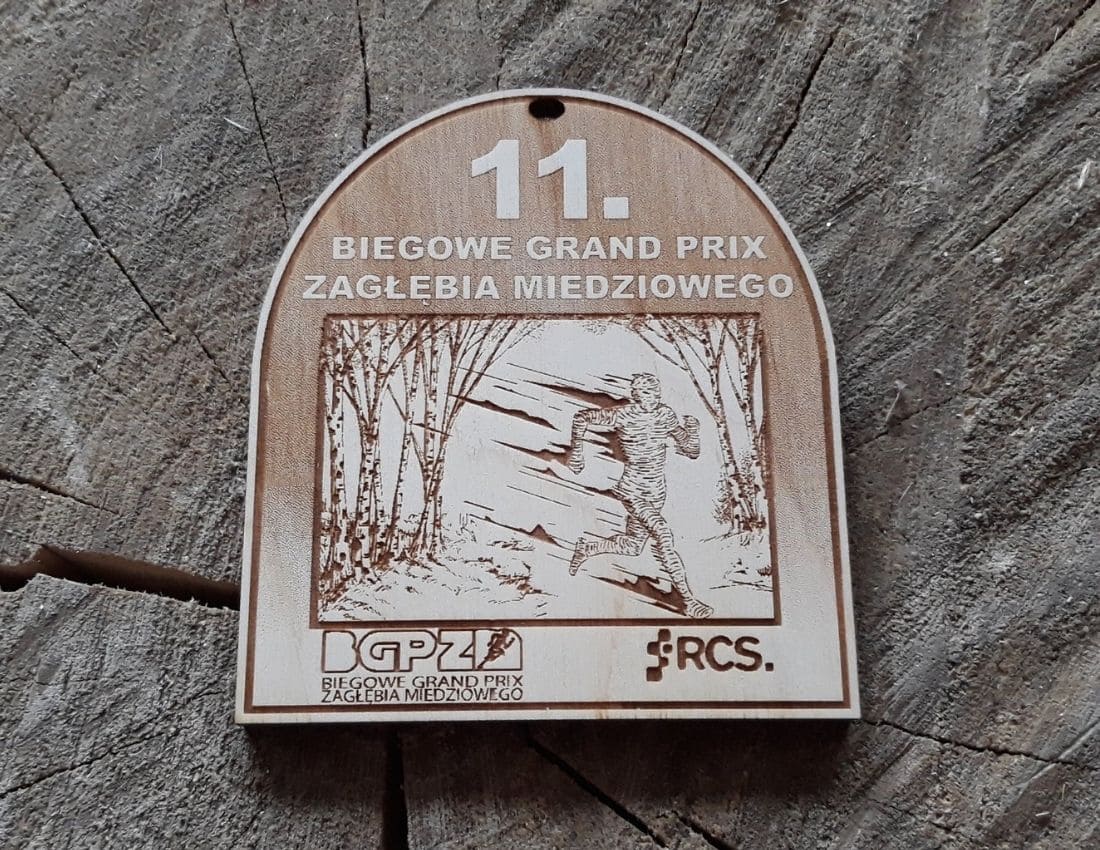 11.
BIEGOWE GRAND PRIX
ZAGŁĘBIA MIEDZIOWEGO
BGPZM
BIEGOWE GRAND PRIX
ZAGŁĘBIA MIEDZIOWEGO
RCS.